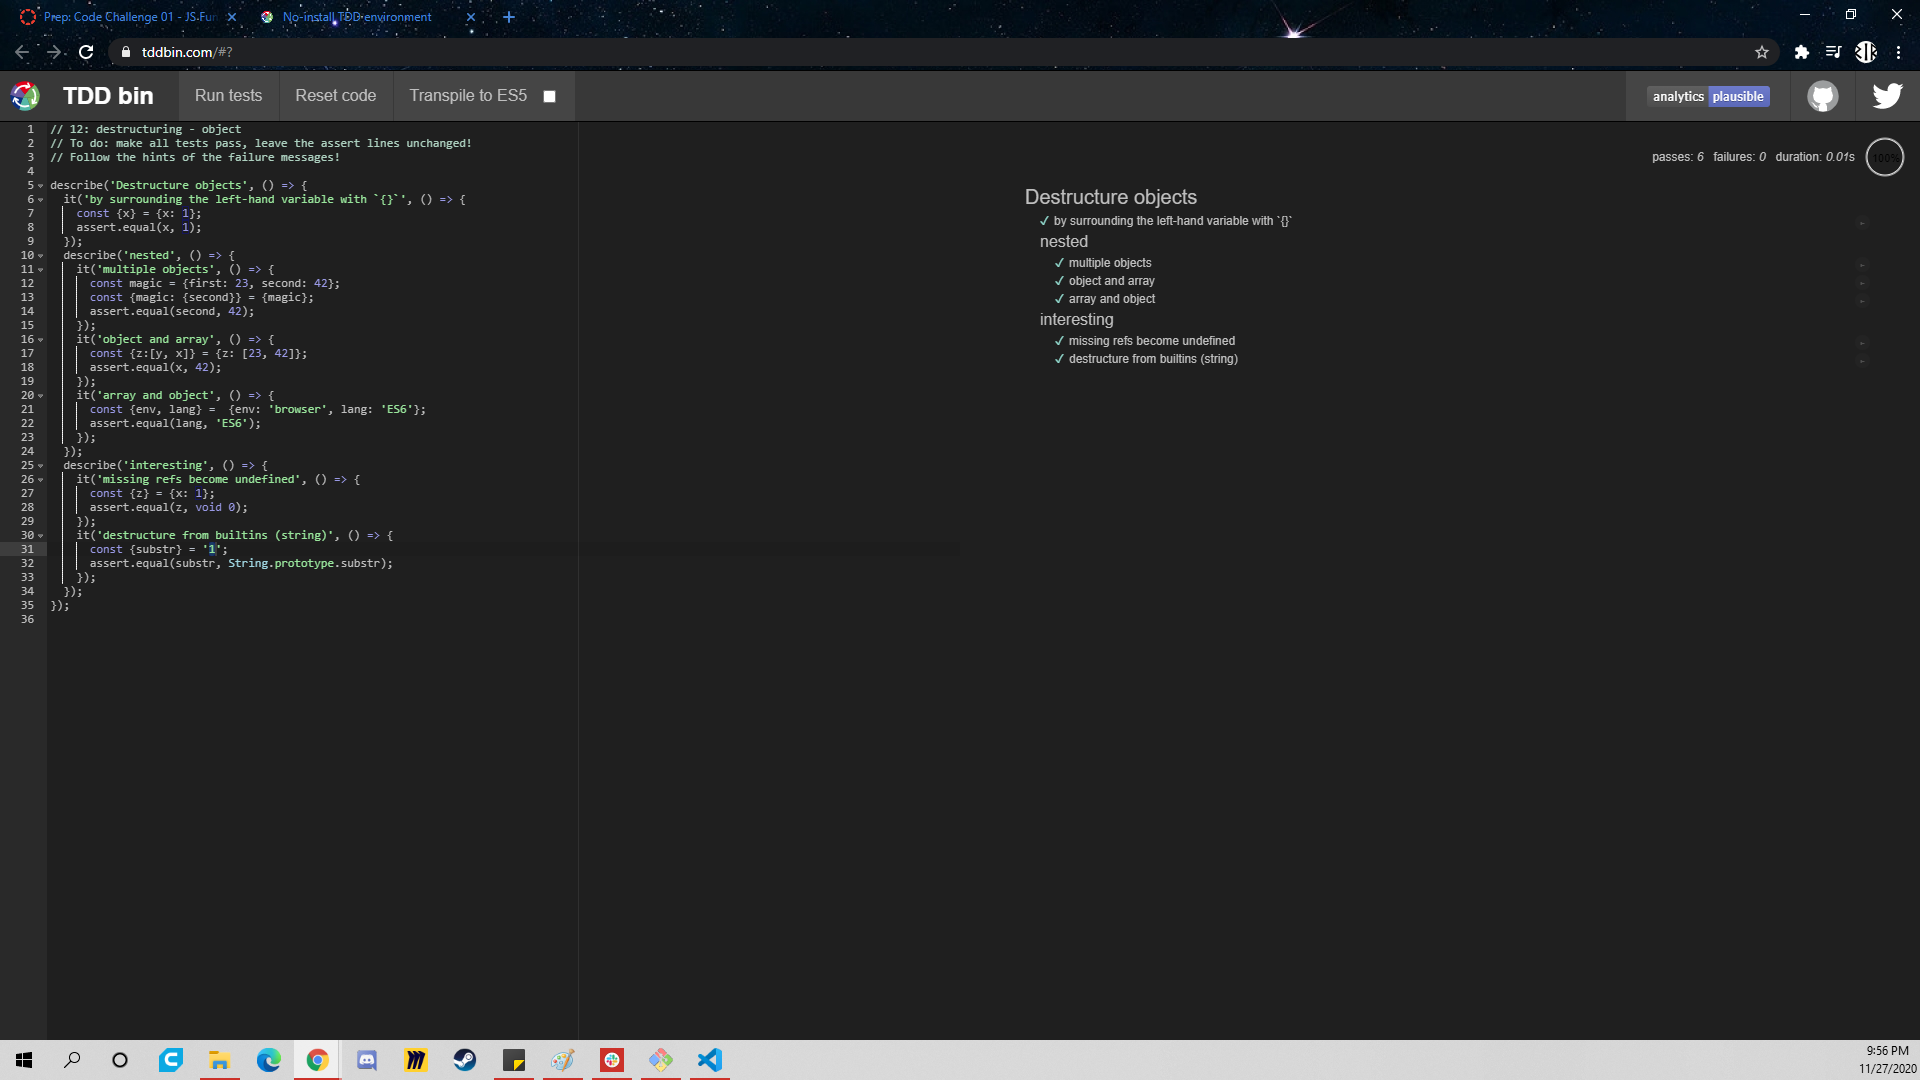 Prep: Code Challenge 01 - JS Fun
No-install TDD environment
tddbin.com/#?
TDD bin
Run tests
Reset code
Transpile to ES5
analytics plausible
1 // 12: destructuring - object
2 // To do: make all tests pass, leave the assert lines unchanged!
3 // Follow the hints of the failure messages!
4
5 describe('Destructure objects', () => {
6 it('by surrounding the left-hand variable with `{}`', () => {
7 const {x} = {x: 1};
8 assert.equal(x, 1);
9 });
10 describe('nested', () => {
11 it('multiple objects', () => {
12 const magic = {first: 23, second: 42};
13 const {magic: {second}} = {magic};
14 assert.equal(second, 42);
15 });
16 it('object and array', () => {
17 const {z:[y, x]} = {z: [23, 42]};
18 assert.equal(x, 42);
19 });
20 it('array and object', () => {
21 const {env, lang} =  {env: 'browser', lang: 'ES6'};
22 assert.equal(lang, 'ES6');
23 });
24 });
25 describe('interesting', () => {
26 it('missing refs become undefined', () => {
27 const {z} = {x: 1};
28 assert.equal(z, void 0);
29 });
30 it('destructure from builtins (string)', () => {
31 const {substr} = '1';
32 assert.equal(substr, String.prototype.substr);
33 });
34 });
35 });
36
passes: 6 failures: 0 duration: 0.01s 100%
Destructure objects
✓ by surrounding the left-hand variable with `{}`
nested
✓ multiple objects
✓ object and array
✓ array and object
interesting
✓ missing refs become undefined
✓ destructure from builtins (string)
9:56 PM
11/27/2020